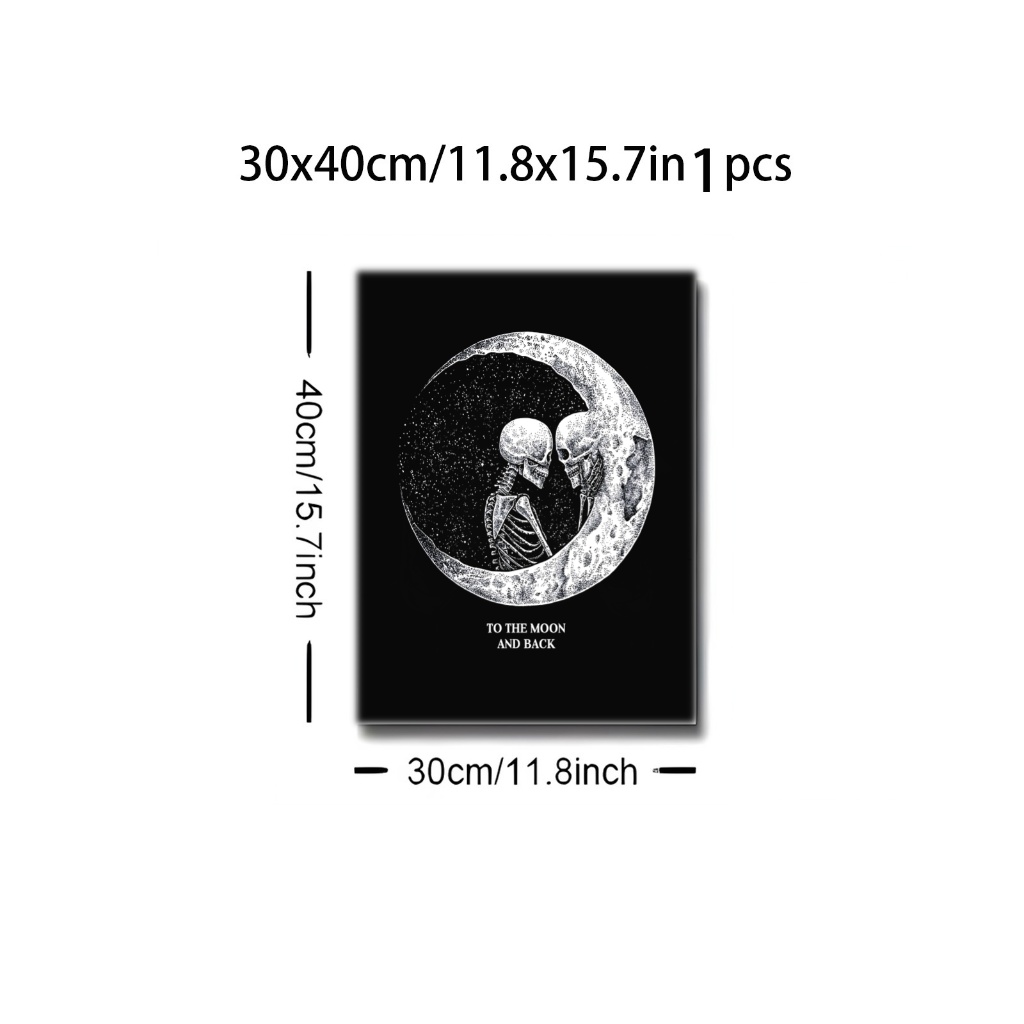 30x40cm/11.8x15.7in 1 pcs
40cm/15.7inch
TO THE MOON
AND BACK
30cm/11.8inch